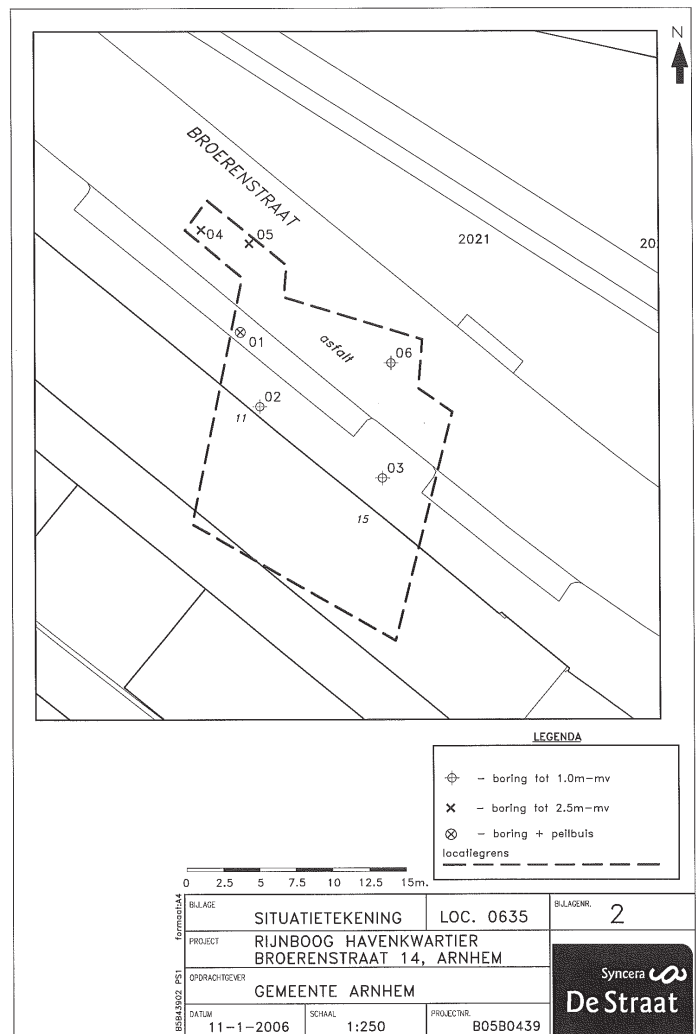 N
BROERENSTRAAT
04
05
2021
20
01
asfalt
06
02
11
03
15
LEGENDA
– boring tot 1.0m–mv
– boring tot 2.5m–mv
– boring + peilbuis
locatiegrens
0 2.5 5 7.5 10 12.5 15m.
formaat:A4
B5B43902 PS1
BIJLAGE
SITUATIETEKENING
LOC. 0635
BIJLAGENR.
2
PROJECT
RIJNBOOG HAVENKWARTIER
BROERENSTRAAT 14, ARNHEM
OPDRACHTGEVER
GEMEENTE ARNHEM
DATUM
11-1-2006
SCHAAL
1:250
PROJECTNR.
B05B0439
Syncera
De Straat